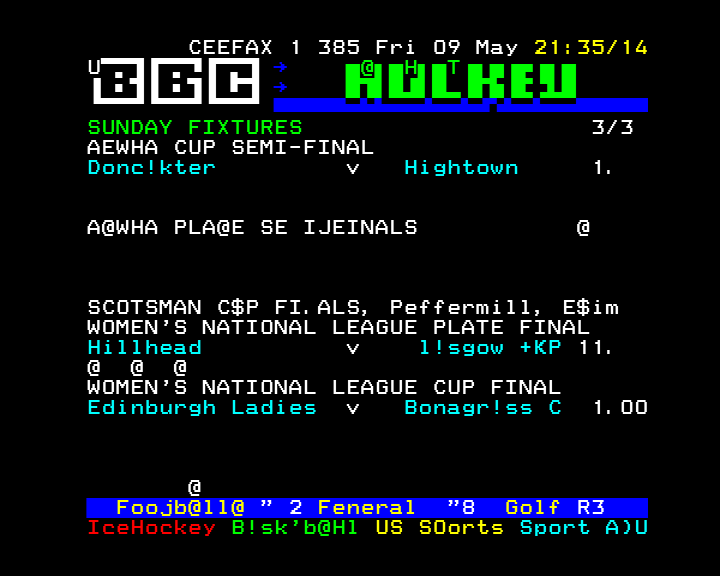 CEEFAX 1 385 Fri 09 May 21:35/14
U BBC → @ H T HOCKEY
→
SUNDAY FIXTURES 3/3
AEWHA CUP SEMI-FINAL
Donc!kter v Hightown 1.
A@WHA PLA@E SE IJEINALS @
SCOTSMAN C$P FI.ALS, Peffermill, E$im
WOMEN'S NATIONAL LEAGUE PLATE FINAL
Hillhead v l!sgow +KP 11.
@ @ @
WOMEN'S NATIONAL LEAGUE CUP FINAL
Edinburgh Ladies v Bonagr!ss C 1.00
@
Foojb@ll@ " 2 Feneral "8 Golf R3
IceHockey B!sk'b@Hl US SOorts Sport A)U